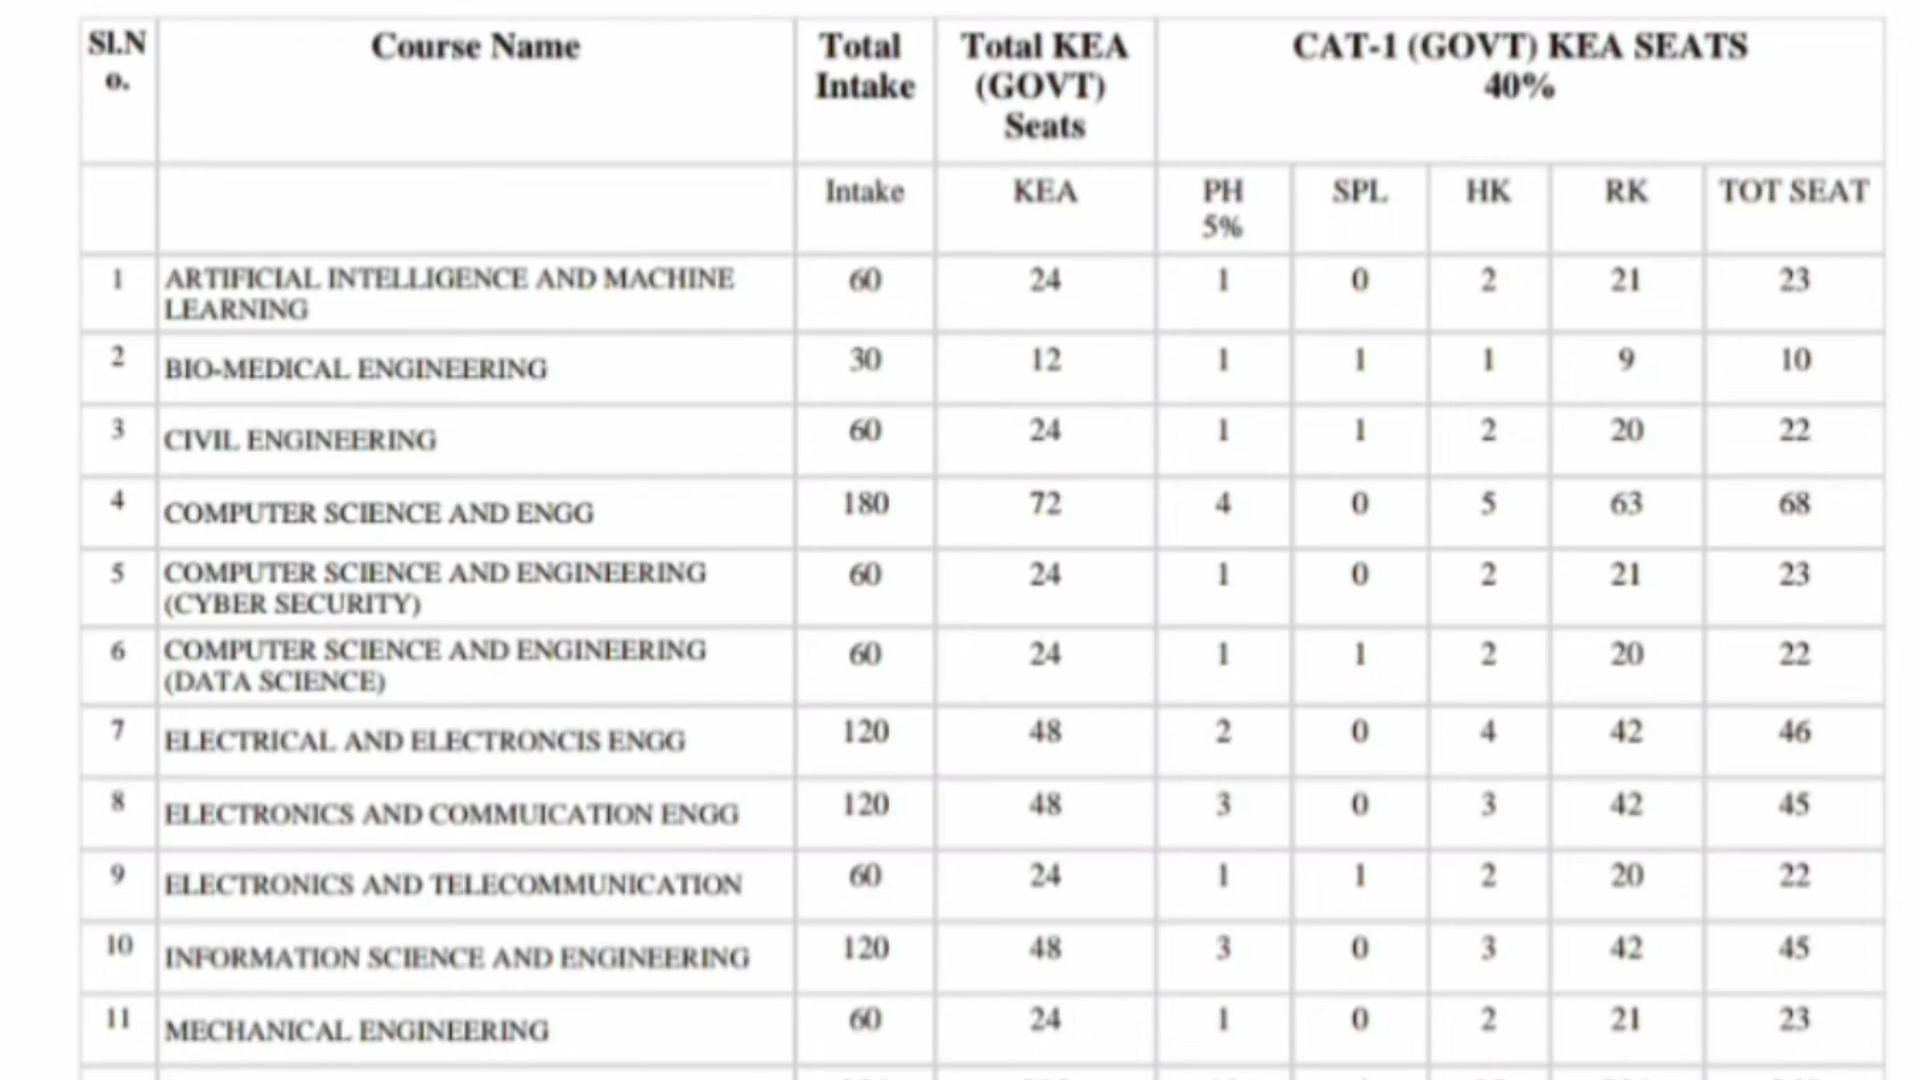 Sl.N
o.
Course Name
Total
Intake
Total KEA
(GOVT)
Seats
CAT-1 (GOVT) KEA SEATS
40%
Intake KEA PH
5% SPL HK RK TOT SEAT
1 ARTIFICIAL INTELLIGENCE AND MACHINE
LEARNING 60 24 1 0 2 21 23
2 BIO-MEDICAL ENGINEERING 30 12 1 1 1 9 10
3 CIVIL ENGINEERING 60 24 1 1 2 20 22
4 COMPUTER SCIENCE AND ENGG 180 72 4 0 5 63 68
5 COMPUTER SCIENCE AND ENGINEERING
(CYBER SECURITY) 60 24 1 0 2 21 23
6 COMPUTER SCIENCE AND ENGINEERING
(DATA SCIENCE) 60 24 1 1 2 20 22
7 ELECTRICAL AND ELECTRONCIS ENGG 120 48 2 0 4 42 46
8 ELECTRONICS AND COMMUICATION ENGG 120 48 3 0 3 42 45
9 ELECTRONICS AND TELECOMMUNICATION 60 24 1 1 2 20 22
10 INFORMATION SCIENCE AND ENGINEERING 120 48 3 0 3 42 45
11 MECHANICAL ENGINEERING 60 24 1 0 2 21 23